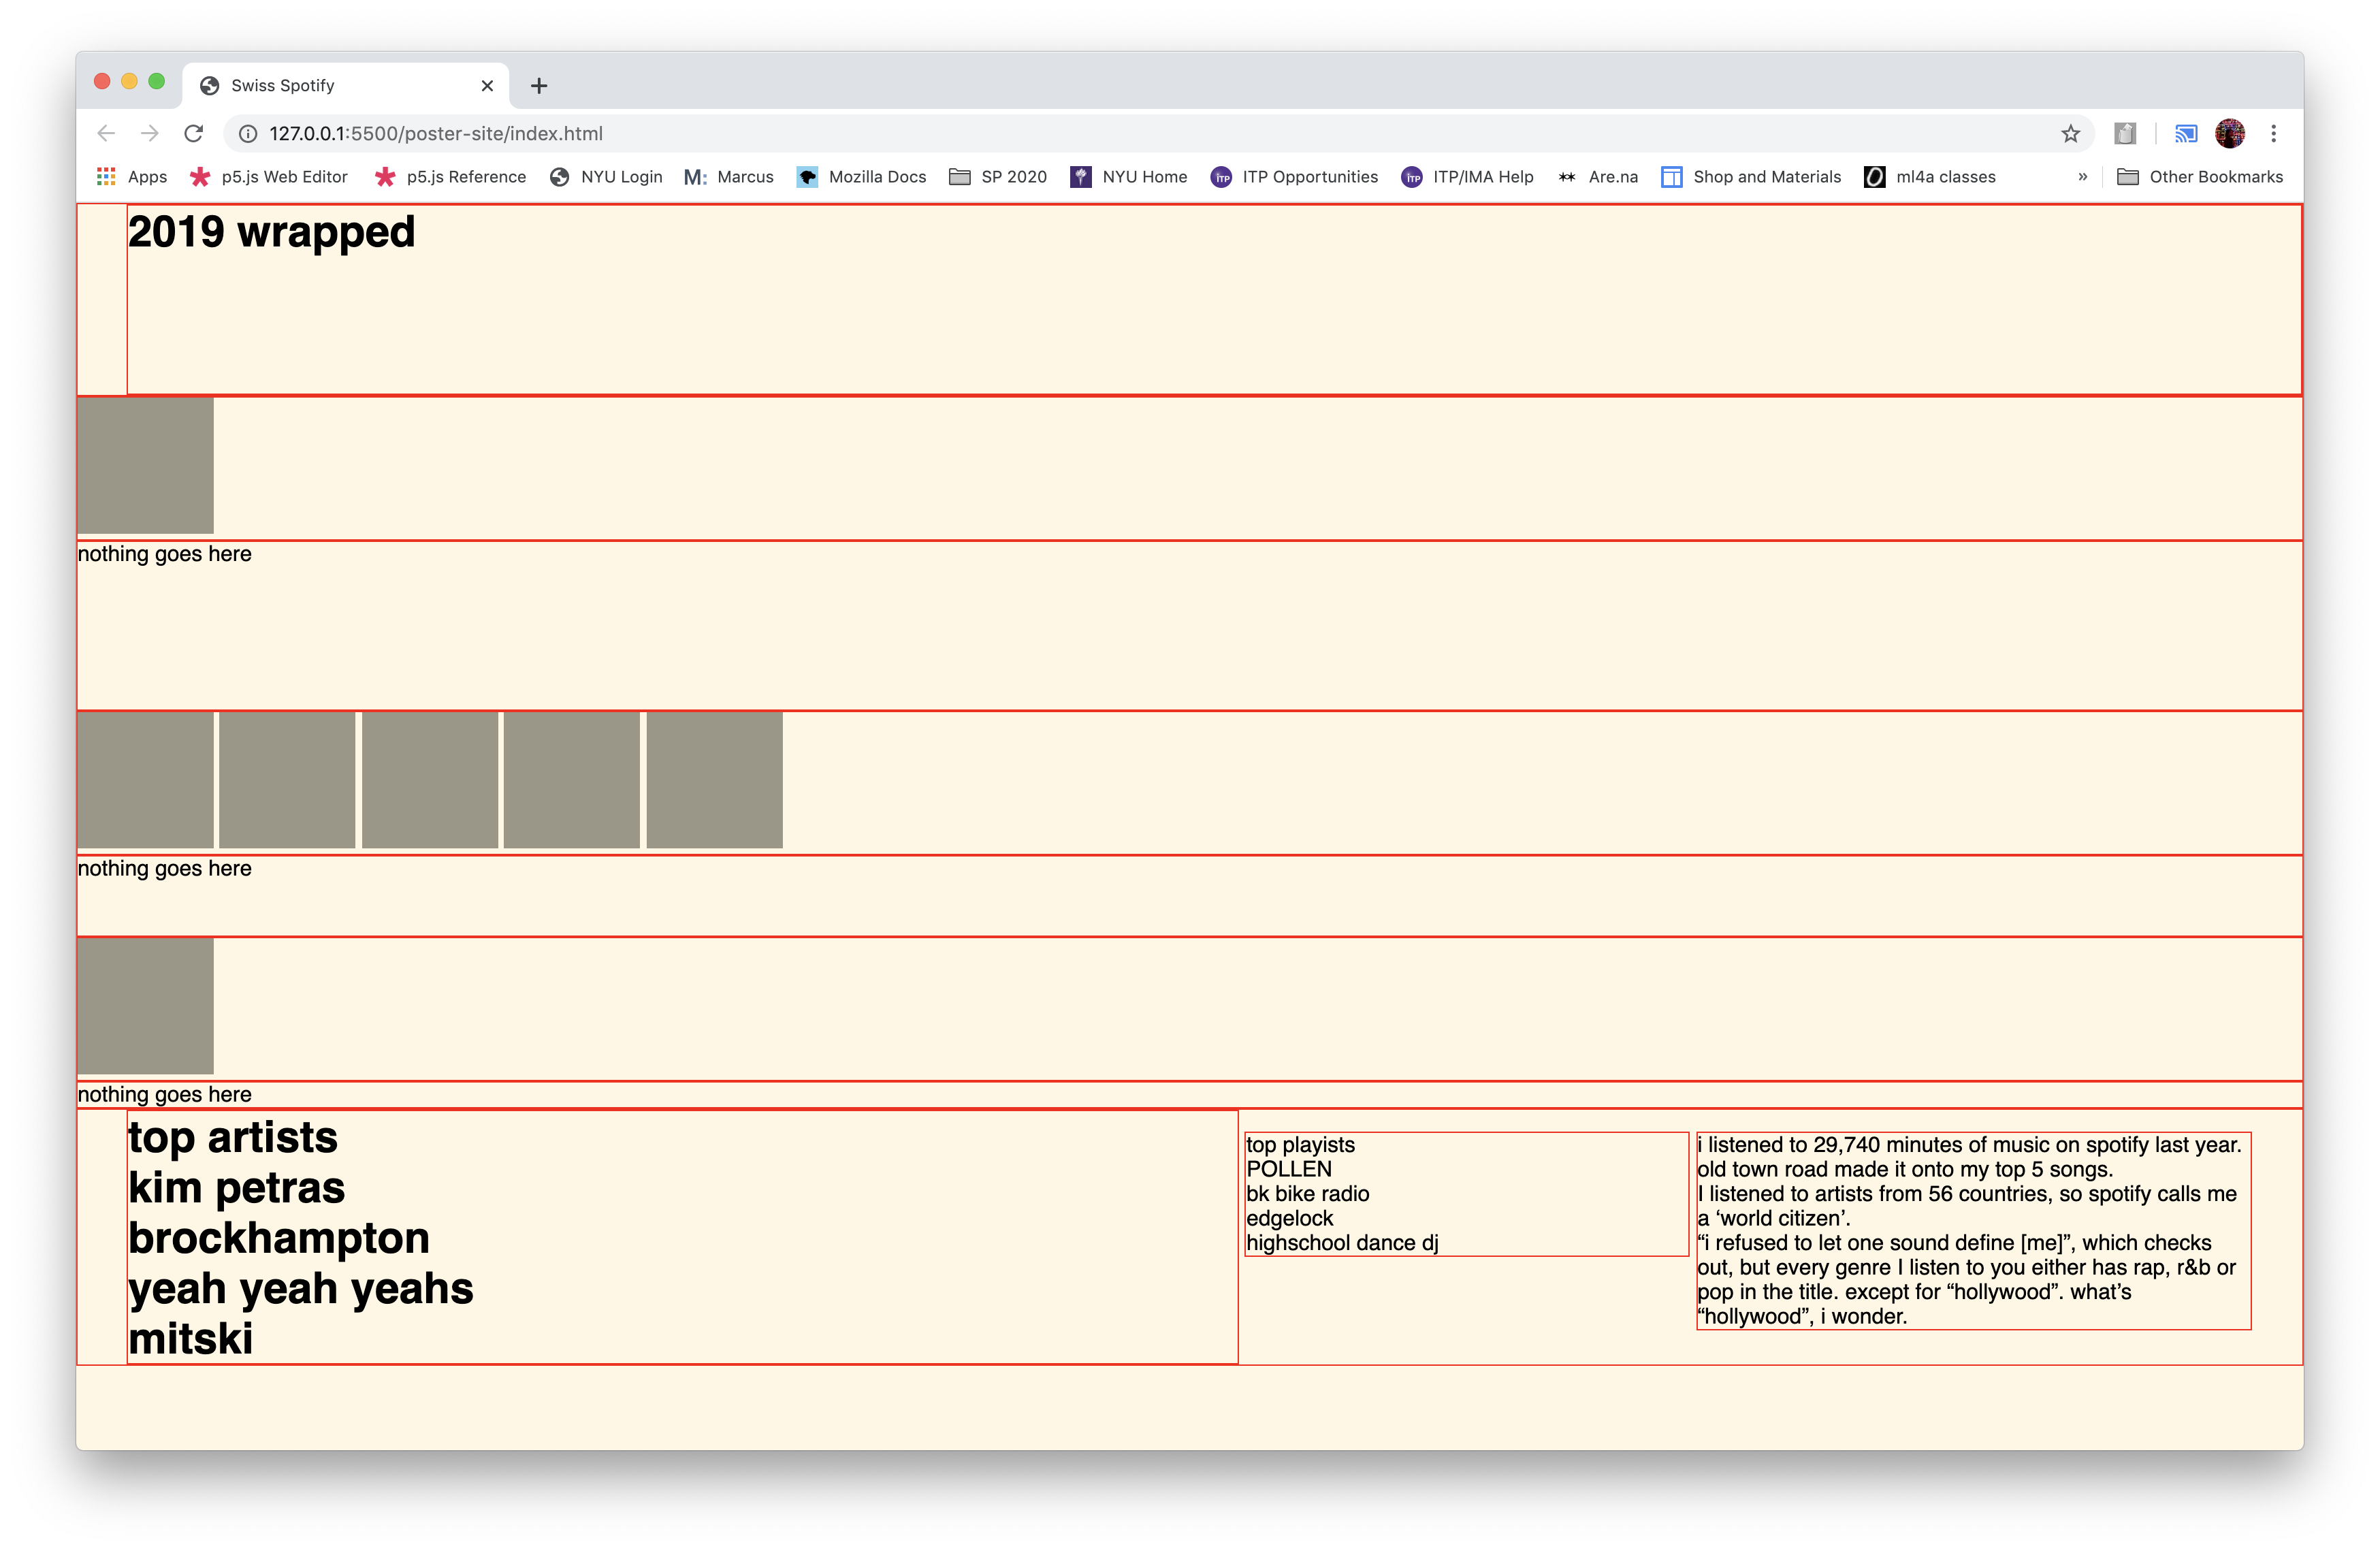 Swiss Spotify
127.0.0.1:5500/poster-site/index.html
Apps p5.js Web Editor p5.js Reference NYU Login M: Marcus Mozilla Docs SP 2020 NYU Home ITP ITP Opportunities ITP ITP/IMA Help Are.na Shop and Materials ml4a classes » Other Bookmarks
2019 wrapped
nothing goes here
nothing goes here
nothing goes here
top artists
kim petras
brockhampton
yeah yeah yeahs
mitski
top playists
POLLEN
bk bike radio
edgelock
highschool dance dj
i listened to 29,740 minutes of music on spotify last year.
old town road made it onto my top 5 songs.
I listened to artists from 56 countries, so spotify calls me
a ‘world citizen’.
“i refused to let one sound define [me]”, which checks
out, but every genre I listen to you either has rap, r&b or
pop in the title. except for “hollywood”. what’s
“hollywood”, i wonder.